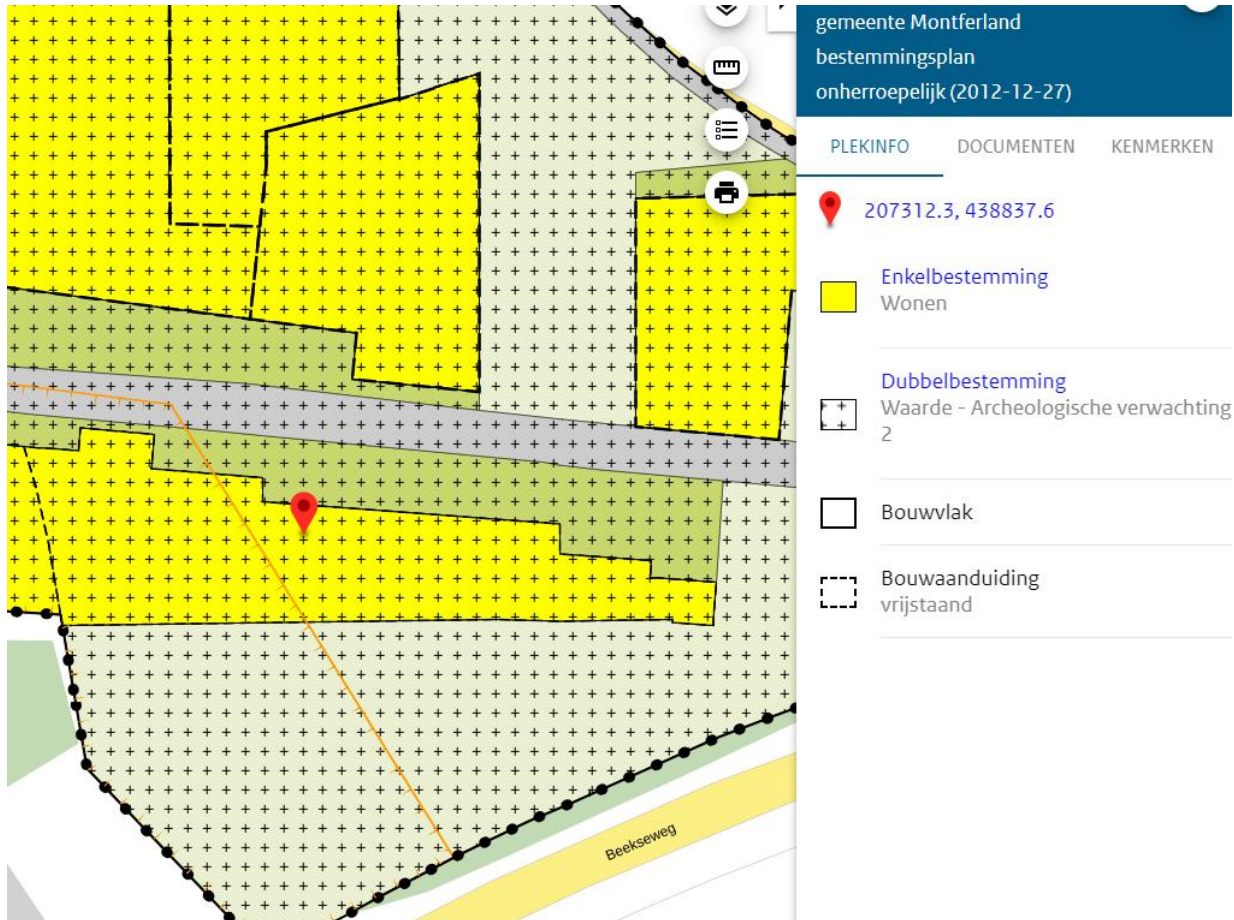 gemeente Montferland
bestemmingsplan
onherroepelijk (2012-12-27)
PLEKINFO DOCUMENTEN KENMERKEN
207312.3, 438837.6
Enkelbestemming
Wonen
Dubbelbestemming
Waarde - Archeologische verwachting
2
Bouwvlak
Bouwaanduiding
vrijstaand
Beekseweg